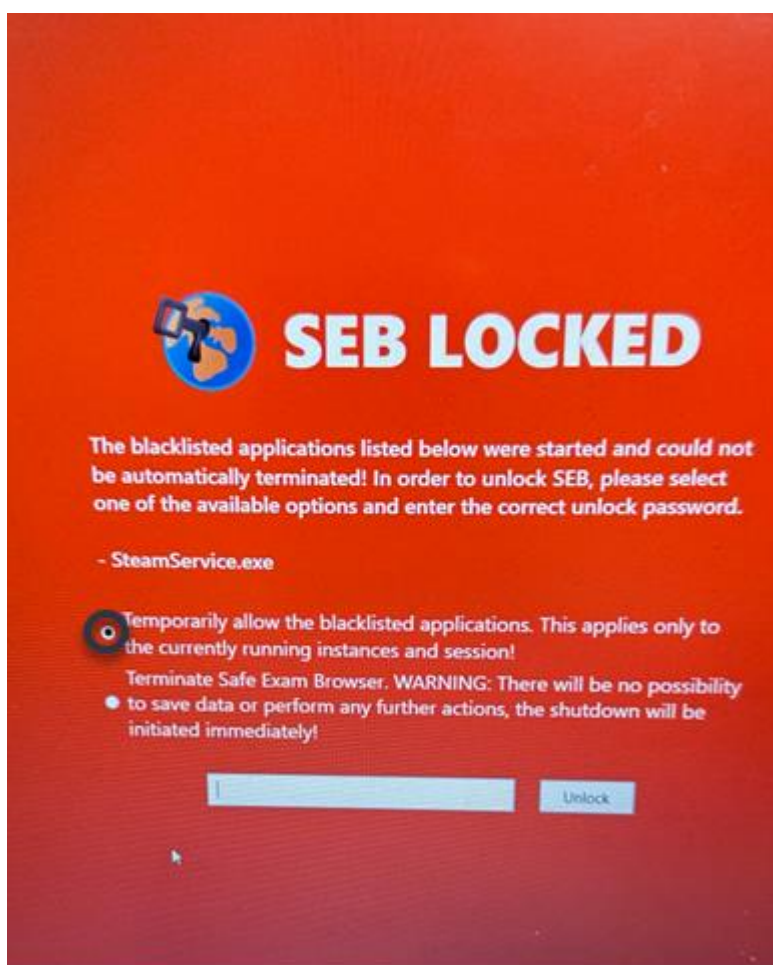 SEB LOCKED
The blacklisted applications listed below were started and could not
be automatically terminated! In order to unlock SEB, please select
one of the available options and enter the correct unlock password.
- SteamService.exe
Temporarily allow the blacklisted applications. This applies only to
the currently running instances and session!
Terminate Safe Exam Browser. WARNING: There will be no possibility
to save data or perform any further actions, the shutdown will be
initiated immediately!
Unlock